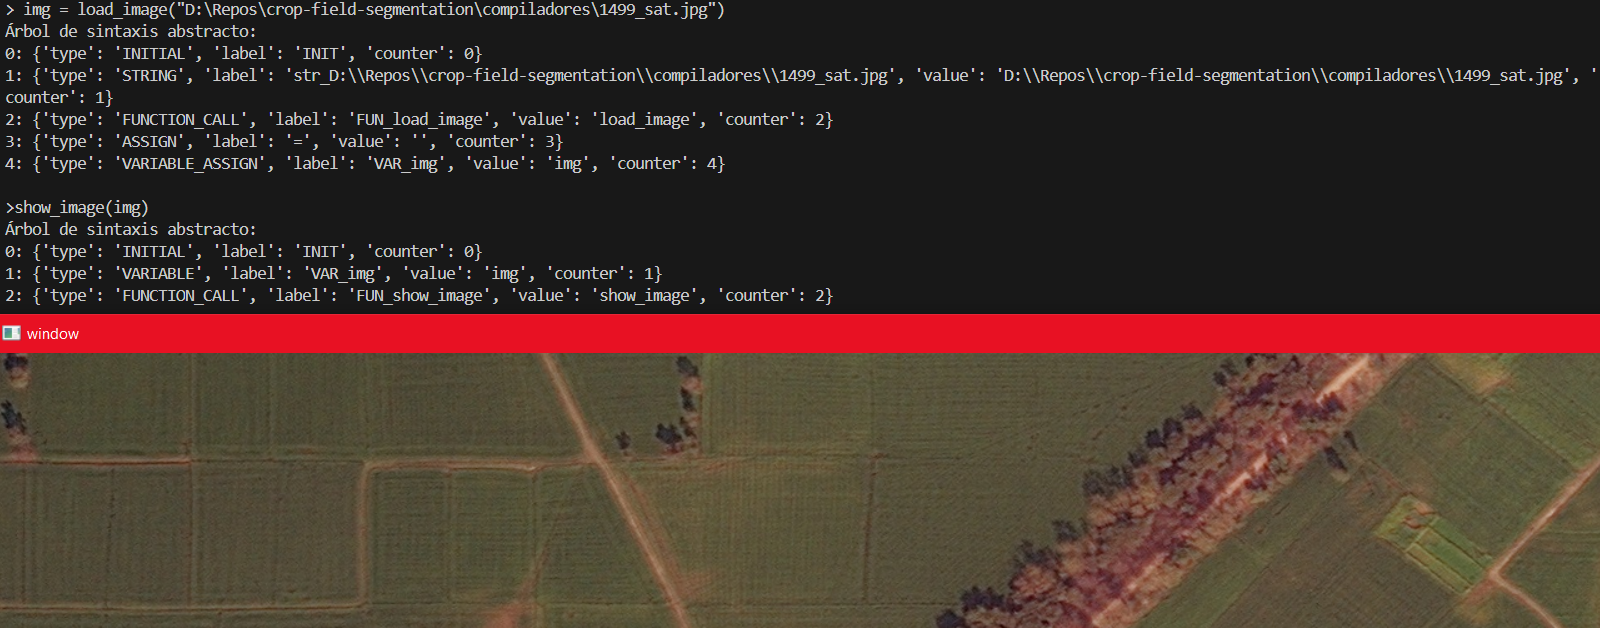 > img = load_image("D:\Repos\crop-field-segmentation\compiladores\1499_sat.jpg")
Árbol de sintaxis abstracto:
0: {'type': 'INITIAL', 'label': 'INIT', 'counter': 0}
1: {'type': 'STRING', 'label': 'str_D:\\Repos\\crop-field-segmentation\\compiladores\\1499_sat.jpg', 'value': 'D:\\Repos\\crop-field-segmentation\\compiladores\\1499_sat.jpg', '
counter': 1}
2: {'type': 'FUNCTION_CALL', 'label': 'FUN_load_image', 'value': 'load_image', 'counter': 2}
3: {'type': 'ASSIGN', 'label': '=', 'value': '', 'counter': 3}
4: {'type': 'VARIABLE_ASSIGN', 'label': 'VAR_img', 'value': 'img', 'counter': 4}
>show_image(img)
Árbol de sintaxis abstracto:
0: {'type': 'INITIAL', 'label': 'INIT', 'counter': 0}
1: {'type': 'VARIABLE', 'label': 'VAR_img', 'value': 'img', 'counter': 1}
2: {'type': 'FUNCTION_CALL', 'label': 'FUN_show_image', 'value': 'show_image', 'counter': 2}
window